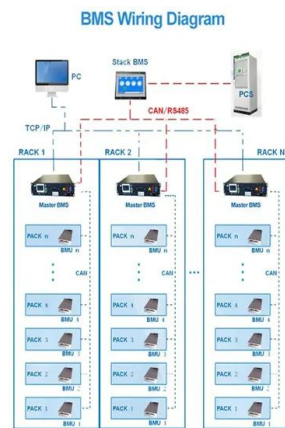 BMS Wiring Diagram
PC
Stack BMS
PCS
CAN/RS485
TCP/IP
RACK 1
RACK 2
RACK N
Master BMS
Master BMS
Master BMS
PACK n
BMU n
PACK n
BMU n
PACK n
BMU n
CAN
CAN
CAN
PACK 4
BMU 4
PACK 4
BMU 4
PACK 4
BMU 4
PACK 3
BMU 3
PACK 3
BMU 3
PACK 3
BMU 3
PACK 2
BMU 2
PACK 2
BMU 2
PACK 2
BMU 2
PACK 1
BMU 1
PACK 1
BMU 1
PACK 1
BMU 1